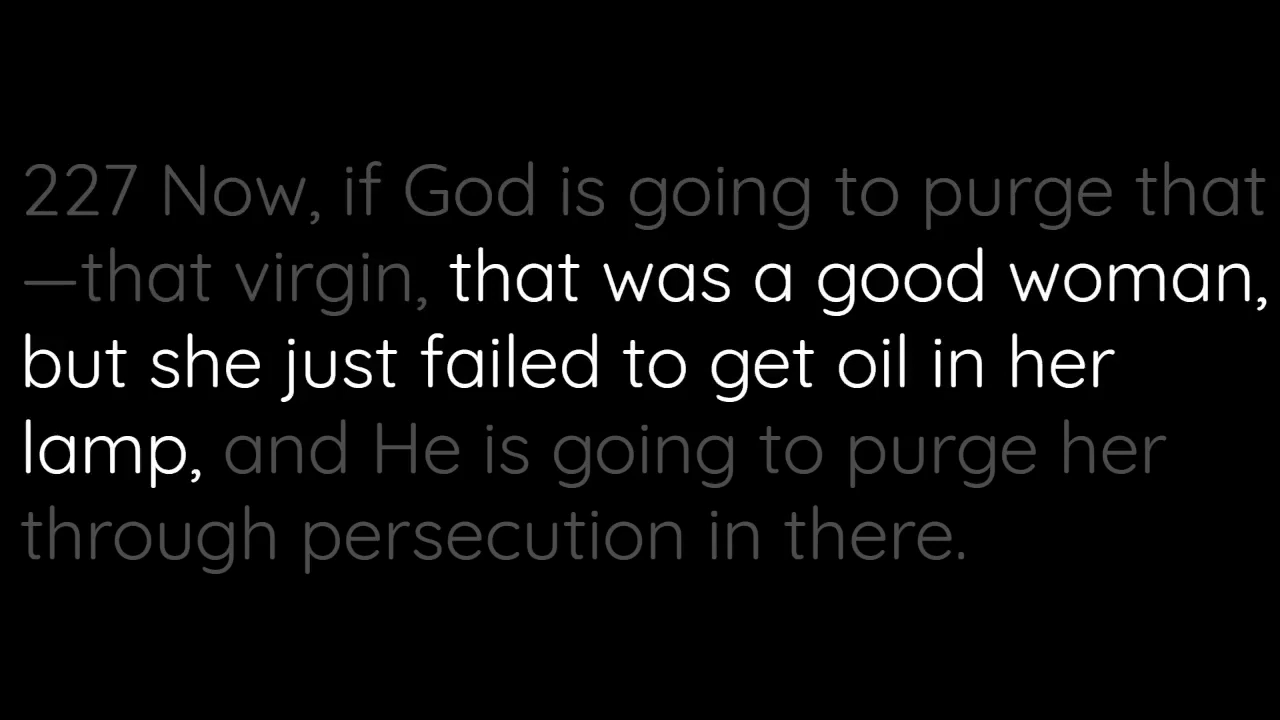 227 Now, if God is going to purge that
—that virgin, that was a good woman,
but she just failed to get oil in her
lamp, and He is going to purge her
through persecution in there.